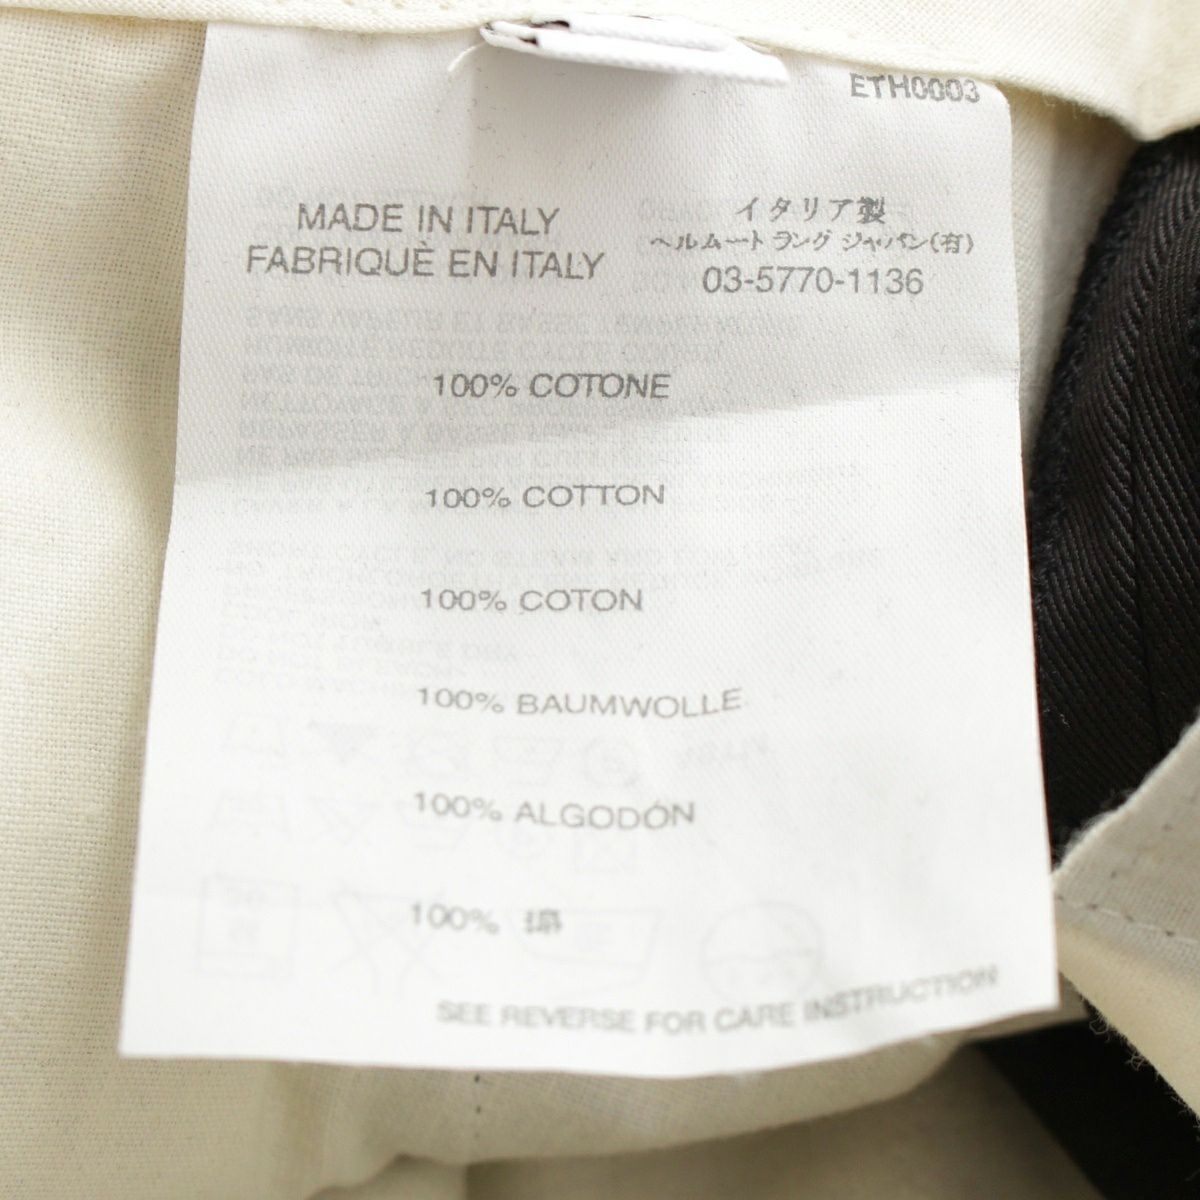 ETH0003
MADE IN ITALY
FABRIQUÈ EN ITALY
イタリア製
ヘルムート ラング ジャパン(有)
03-5770-1136
100% COTONE
100% COTTON
100% COTON
100% BAUMWOLLE
100% ALGODÓN
100% 綿
SEE REVERSE FOR CARE INSTRUCTION